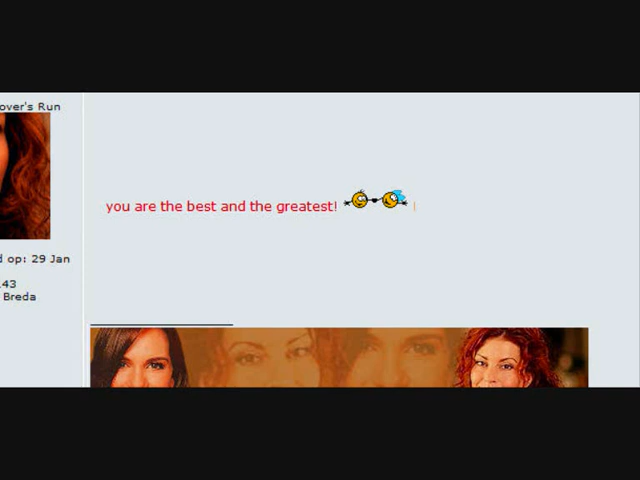 over's Run
you are the best and the greatest!
d op: 29 Jan
43
Breda